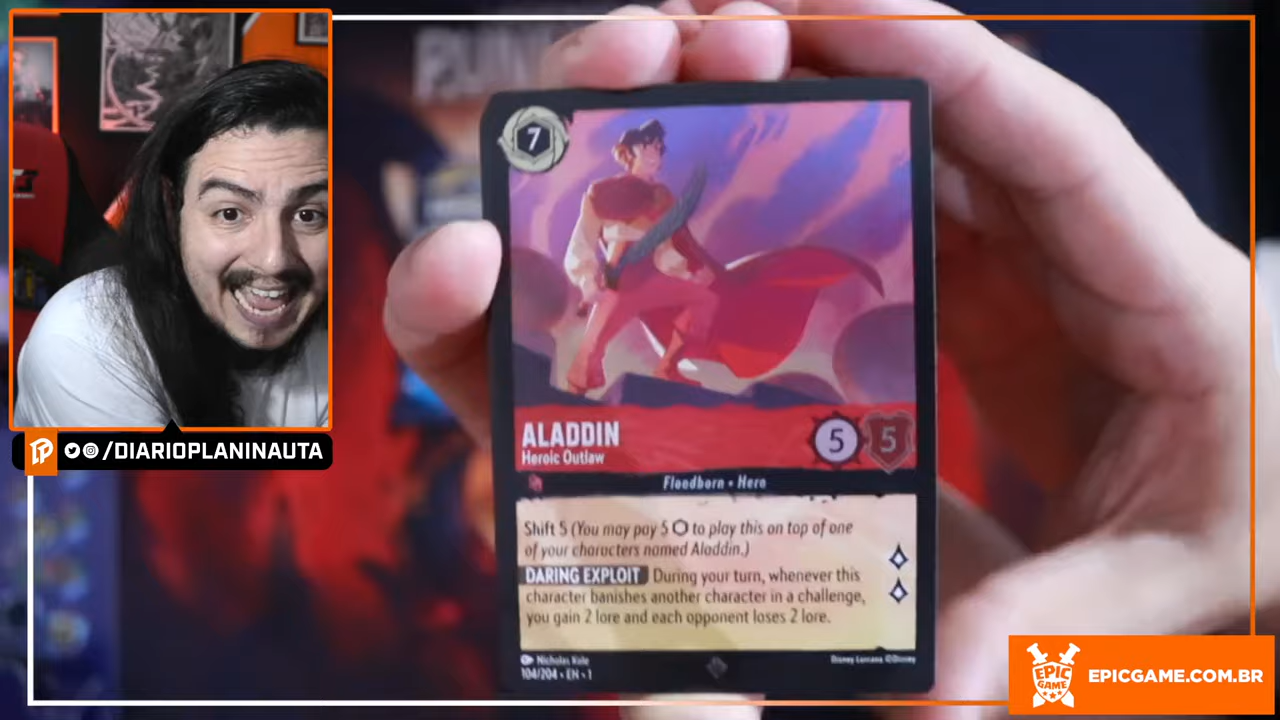 7
ALADDIN
Heroic Outlaw
5 5
Floodborn • Hero
Shift 5 (You may pay 5 ⬡ to play this on top of one
of your characters named Aladdin.)
DARING EXPLOIT During your turn, whenever this
character banishes another character in a challenge,
you gain 2 lore and each opponent loses 2 lore.
Nicholas Kole
Disney Lorcana ©Disney
104/204 • EN • 1
/DIARIOPLANINAUTA
EPIC
GAME
EPICGAME.COM.BR